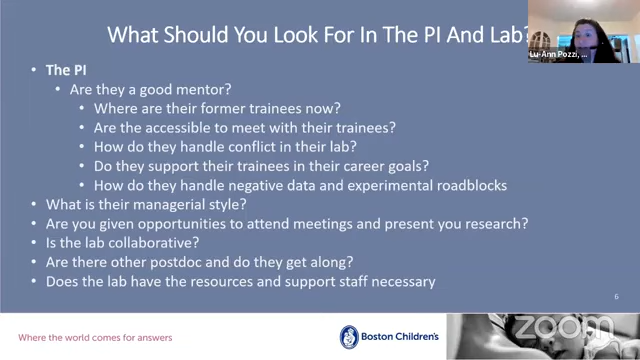 What Should You Look For In The PI And Lab?
Lu-Ann Pozzi, ...
The PI
Are they a good mentor?
Where are their former trainees now?
Are the accessible to meet with their trainees?
How do they handle conflict in their lab?
Do they support their trainees in their career goals?
How do they handle negative data and experimental roadblocks
What is their managerial style?
Are you given opportunities to attend meetings and present you research?
Is the lab collaborative?
Are there other postdoc and do they get along?
Does the lab have the resources and support staff necessary
6
Where the world comes for answers
Boston Children's
zoom